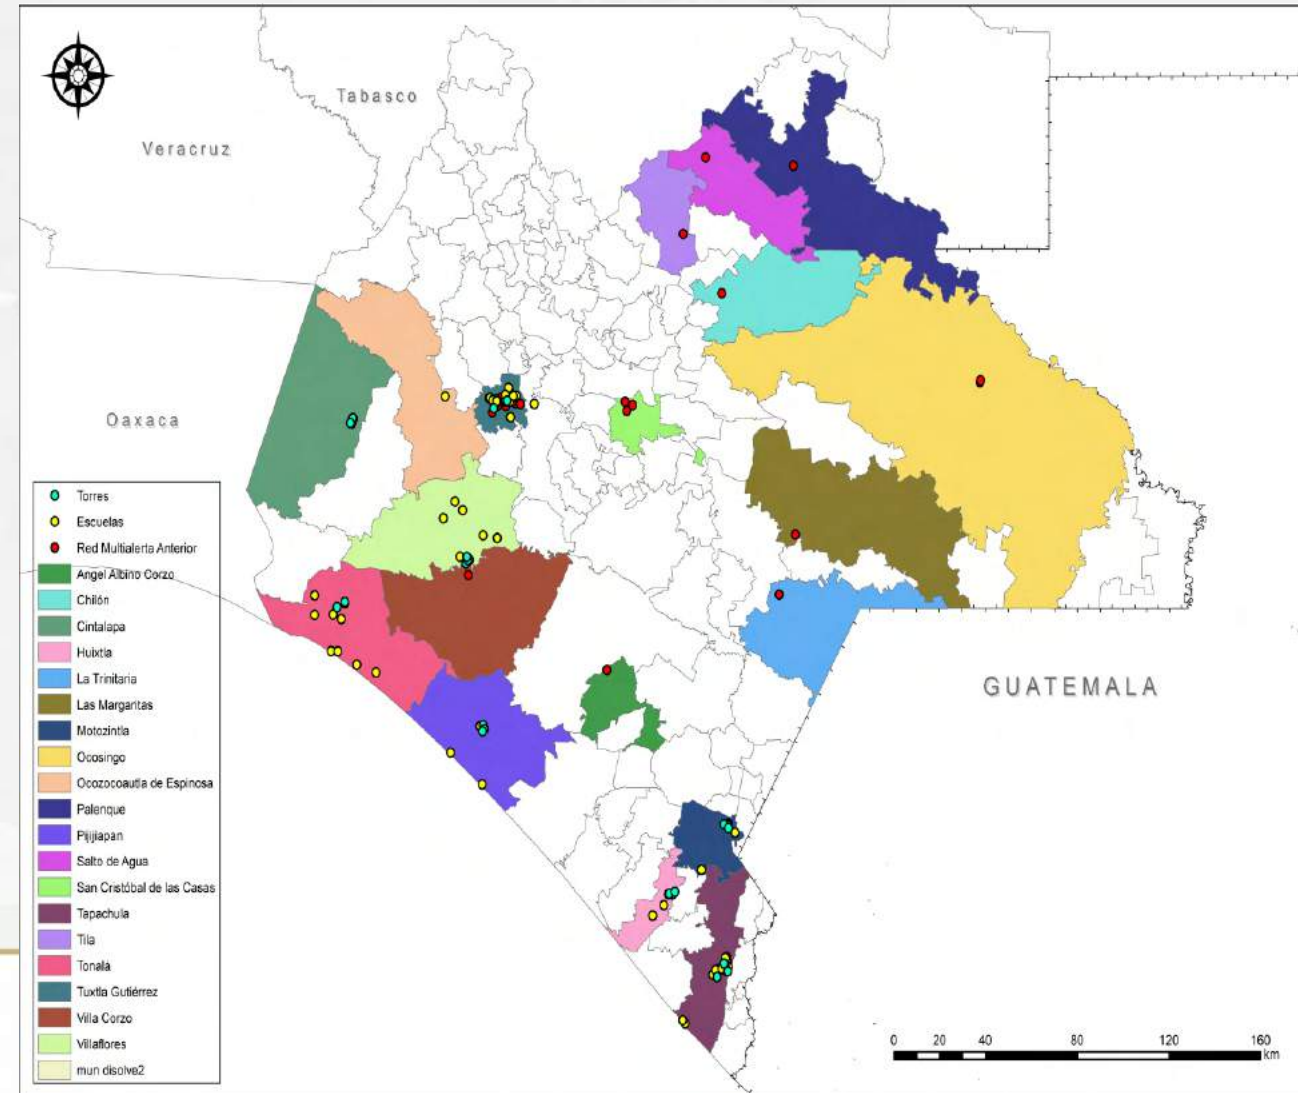 Tabasco
Veracruz
Oaxaca
GUATEMALA
Torres
Escuelas
Red Multialerta Anterior
Angel Albino Corzo
Chilón
Cintalapa
Huixtla
La Trinitaria
Las Margaritas
Motozintla
Ocosingo
Ocozocoautla de Espinosa
Palenque
Pijijiapan
Salto de Agua
San Cristóbal de las Casas
Tapachula
Tila
Tonalá
Tuxtla Gutiérrez
Villa Corzo
Villaflores
mun disolve2
0 20 40 80 120 160
km